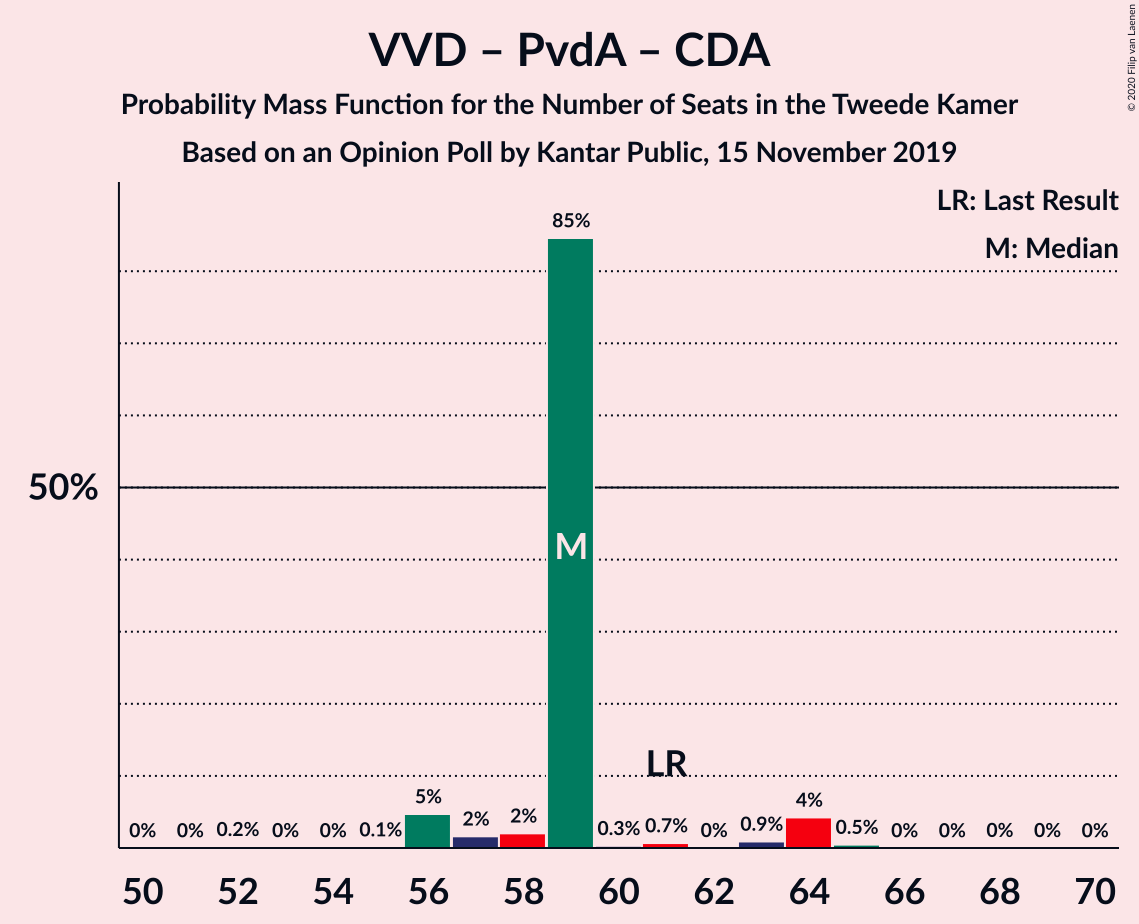 © 2020 Filip van Laenen
VVD – PvdA – CDA
Probability Mass Function for the Number of Seats in the Tweede Kamer
Based on an Opinion Poll by Kantar Public, 15 November 2019
LR: Last Result
M: Median
85%
50%
M
LR
0% 0% 0.2% 0% 0% 0.1% 5% 2% 2% 0.3% 0.7% 0% 0.9% 4% 0.5% 0% 0% 0% 0% 0%
50 52 54 56 58 60 62 64 66 68 70